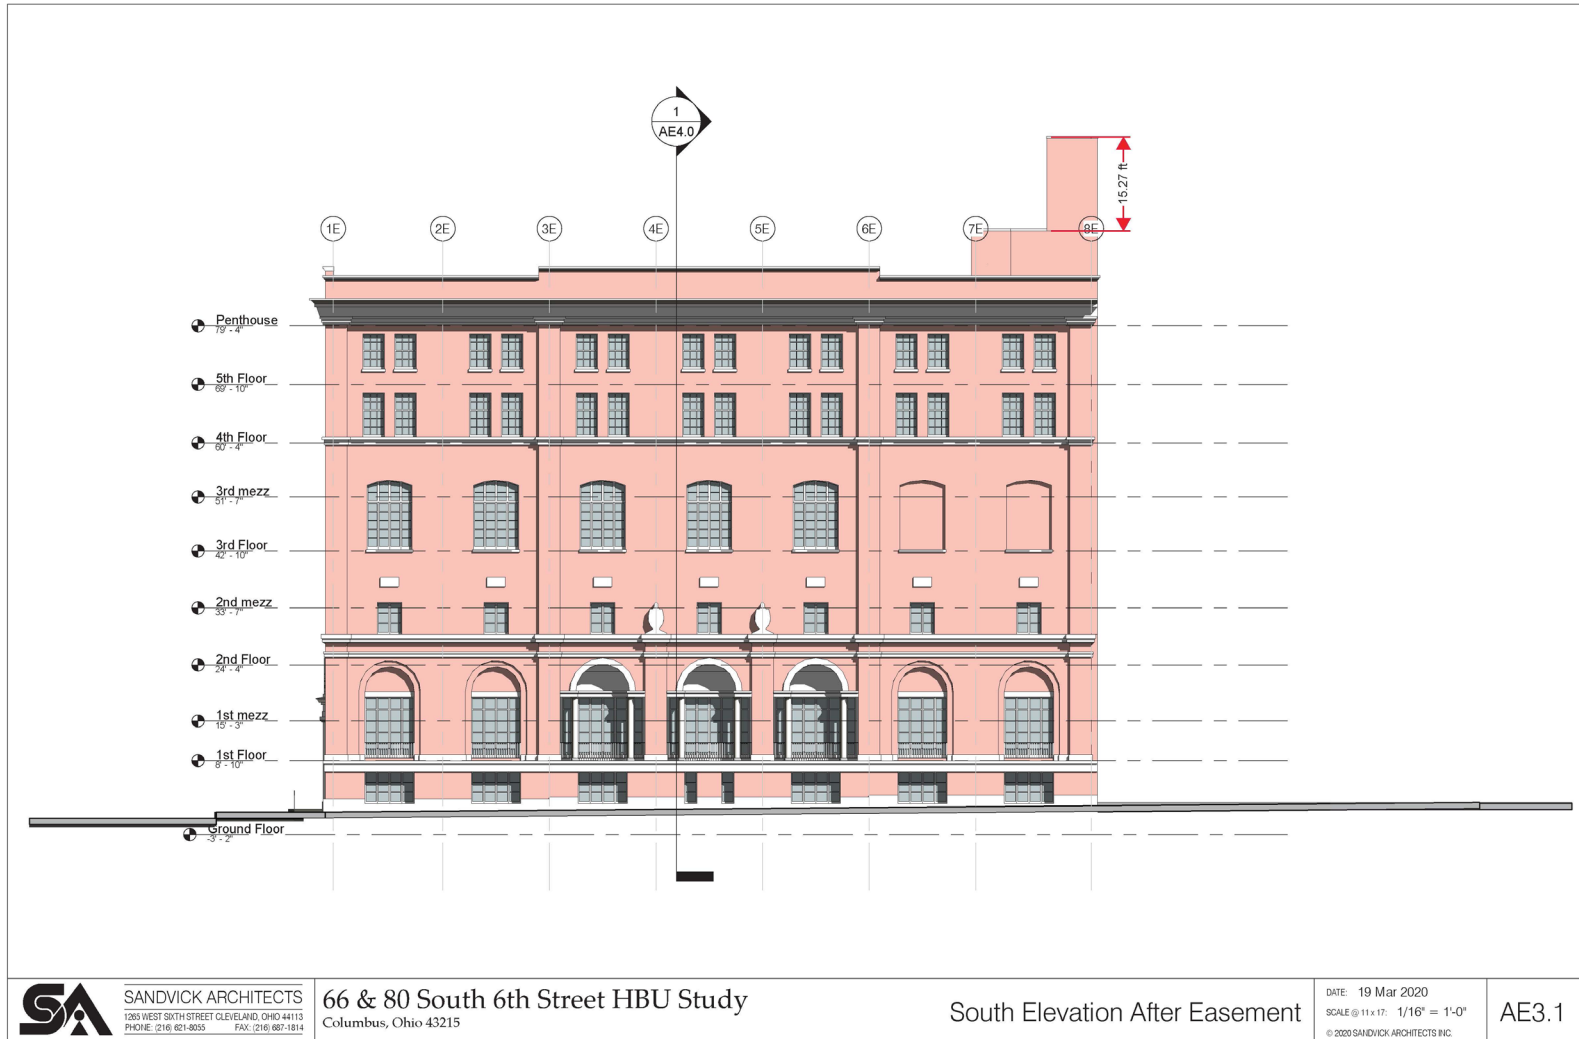 1
AE4.0
15.27 ft
1E
2E
3E
4E
5E
6E
7E
8E
Penthouse
79' - 4"
5th Floor
69' - 10"
4th Floor
60' - 4"
3rd mezz
51' - 7"
3rd Floor
42' - 10"
2nd mezz
33' - 7"
2nd Floor
24' - 4"
1st mezz
15' - 3"
1st Floor
8' - 10"
Ground Floor
-3' - 2"
SA
SANDVICK ARCHITECTS
1265 WEST SIXTH STREET CLEVELAND, OHIO 44113
PHONE: (216) 621-8055 FAX: (216) 687-1814
66 & 80 South 6th Street HBU Study
Columbus, Ohio 43215
South Elevation After Easement
DATE: 19 Mar 2020
SCALE @ 11 x 17: 1/16" = 1'-0"
© 2020 SANDVICK ARCHITECTS INC.
AE3.1